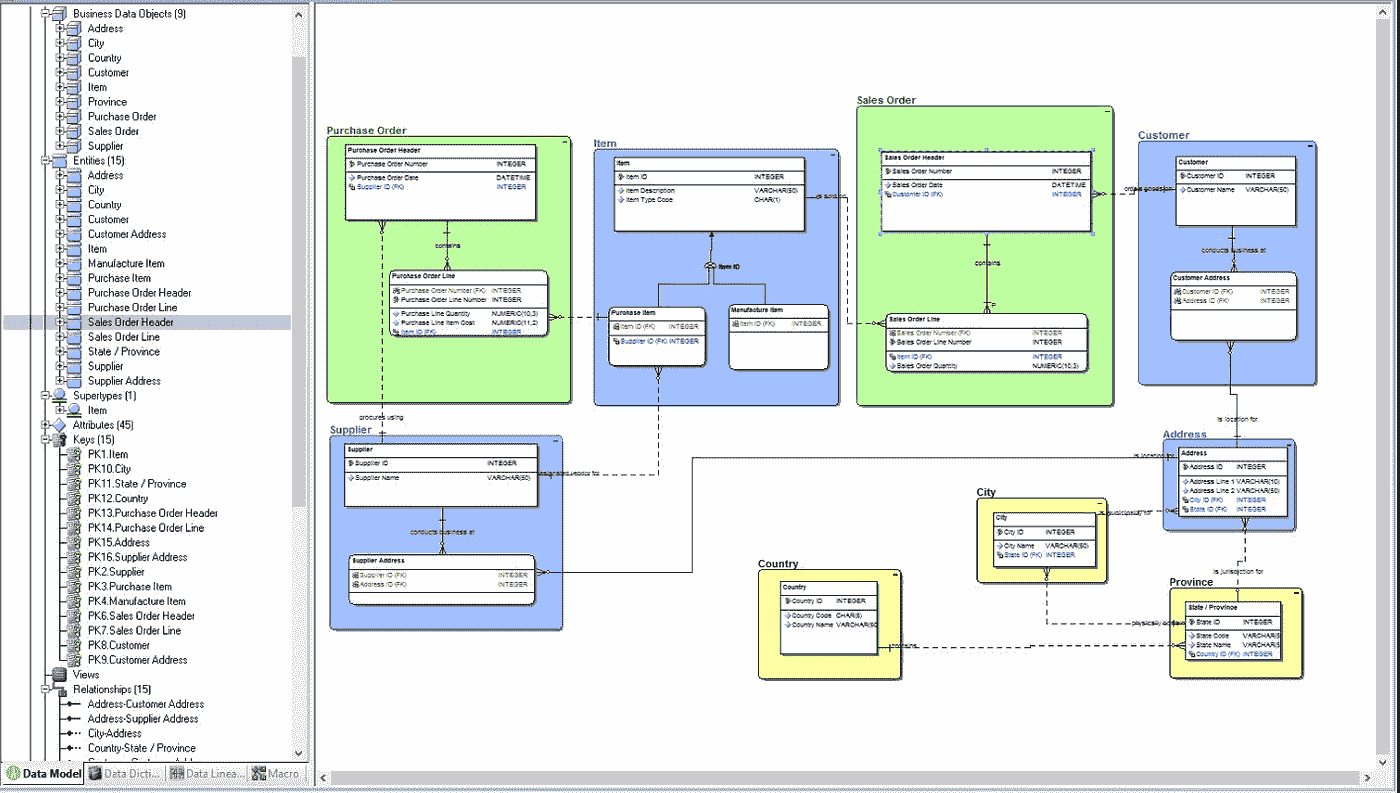 Business Data Objects (9)
Address
City
Country
Customer
Item
Province
Purchase Order
Sales Order
Supplier
Entities (15)
Address
City
Country
Customer
Customer Address
Item
Manufacture Item
Purchase Item
Purchase Order Header
Purchase Order Line
Sales Order Header
Sales Order Line
State / Province
Supplier
Supplier Address
Supertypes (1)
Item
Attributes (45)
Keys (15)
PK1.Item
PK10.City
PK11.State / Province
PK12.Country
PK13.Purchase Order Header
PK14.Purchase Order Line
PK15.Address
PK16.Supplier Address
PK2.Supplier
PK3.Purchase Item
PK4.Manufacture Item
PK6.Sales Order Header
PK7.Sales Order Line
PK8.Customer
PK9.Customer Address
Views
Relationships (15)
Address-Customer Address
Address-Supplier Address
City-Address
Country-State / Province
Data Model
Data Dicti...
Data Linea...
Macro
Purchase Order
Purchase Order Header
Purchase Order Number INTEGER
Purchase Order Date DATETIME
Supplier ID (FK) INTEGER
contains
Purchase Order Line
Purchase Order Number (FK) INTEGER
Purchase Order Line Number INTEGER
Purchase Line Quantity NUMERIC(10,3)
Purchase Line Item Cost NUMERIC(11,2)
Item ID (FK) INTEGER
procures using
Item
Item
Item ID INTEGER
Item Description VARCHAR(50)
Item Type Code CHAR(1)
Item ID
Purchase Item
Item ID (FK) INTEGER
Supplier ID (FK) INTEGER
Manufacture Item
Item ID (FK) INTEGER
Sales Order
Sales Order Header
Sales Order Number INTEGER
Sales Order Date DATETIME
Customer ID (FK) INTEGER
contains
P
Sales Order Line
Sales Order Number (FK) INTEGER
Sales Order Line Number INTEGER
Item ID (FK) INTEGER
Sales Order Quantity NUMERIC(10,3)
Customer
Customer
Customer ID INTEGER
Customer Name VARCHAR(50)
conducts business at
Customer Address
Customer ID (FK) INTEGER
Address ID (FK) INTEGER
is location for
Supplier
Supplier
Supplier ID INTEGER
Supplier Name VARCHAR(50)
conducts business at
Supplier Address
Supplier ID (FK) INTEGER
Address ID (FK) INTEGER
Address
is location for
Address
Address ID INTEGER
Address Line 1 VARCHAR(10)
Address Line 2 VARCHAR(50)
City ID (FK) INTEGER
State ID (FK) INTEGER
is jurisdiction for
City
City
City ID INTEGER
City Name VARCHAR(50)
State ID (FK) INTEGER
Country
Country
Country ID INTEGER
Country Code CHAR(5)
Country Name VARCHAR(50
contains
Province
State / Province
State ID INTEGER
State Code VARCHAR(5
State Name VARCHAR(5
Country ID (FK) INTEGER